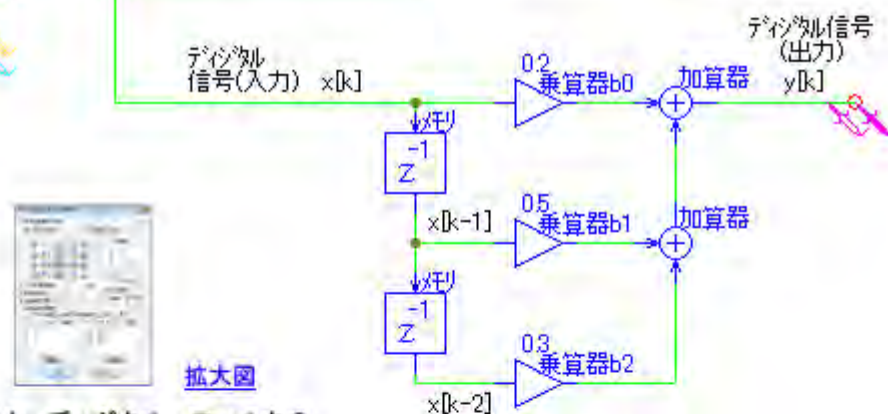 ディジタル信号
(出力)
y[k]
ディジタル
信号(入力) x[k]
0.2
乗算器b0
加算器
メモリ
Z -1
x[k-1]
0.5
乗算器b1
加算器
メモリ
Z -1
0.3
乗算器b2
x[k-2]
拡大図